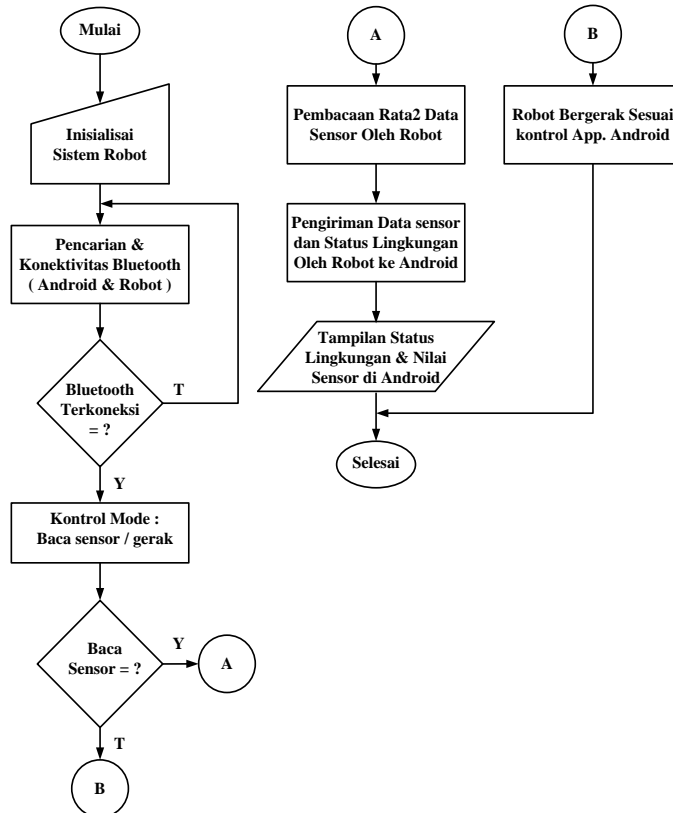 Mulai
Inisialisai
Sistem Robot
Pencarian &
Konektivitas Bluetooth
( Android & Robot )
Bluetooth
Terkoneksi
= ?
T
Y
Kontrol Mode :
Baca sensor / gerak
Baca
Sensor = ?
Y
A
T
B
A
Pembacaan Rata2 Data
Sensor Oleh Robot
Pengiriman Data sensor
dan Status Lingkungan
Oleh Robot ke Android
Tampilan Status
Lingkungan & Nilai
Sensor di Android
Selesai
B
Robot Bergerak Sesuai
kontrol App. Android